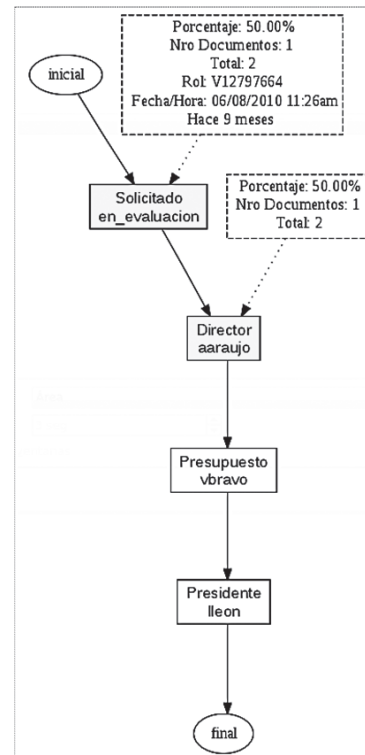 Porcentaje: 50.00%
Nro Documentos: 1
Total: 2
Rol: V12797664
Fecha/Hora: 06/08/2010 11:26am
Hace 9 meses
inicial
Solicitado
en_evaluacion
Porcentaje: 50.00%
Nro Documentos: 1
Total: 2
Director
aaraujo
Presupuesto
vbravo
Presidente
lleon
final